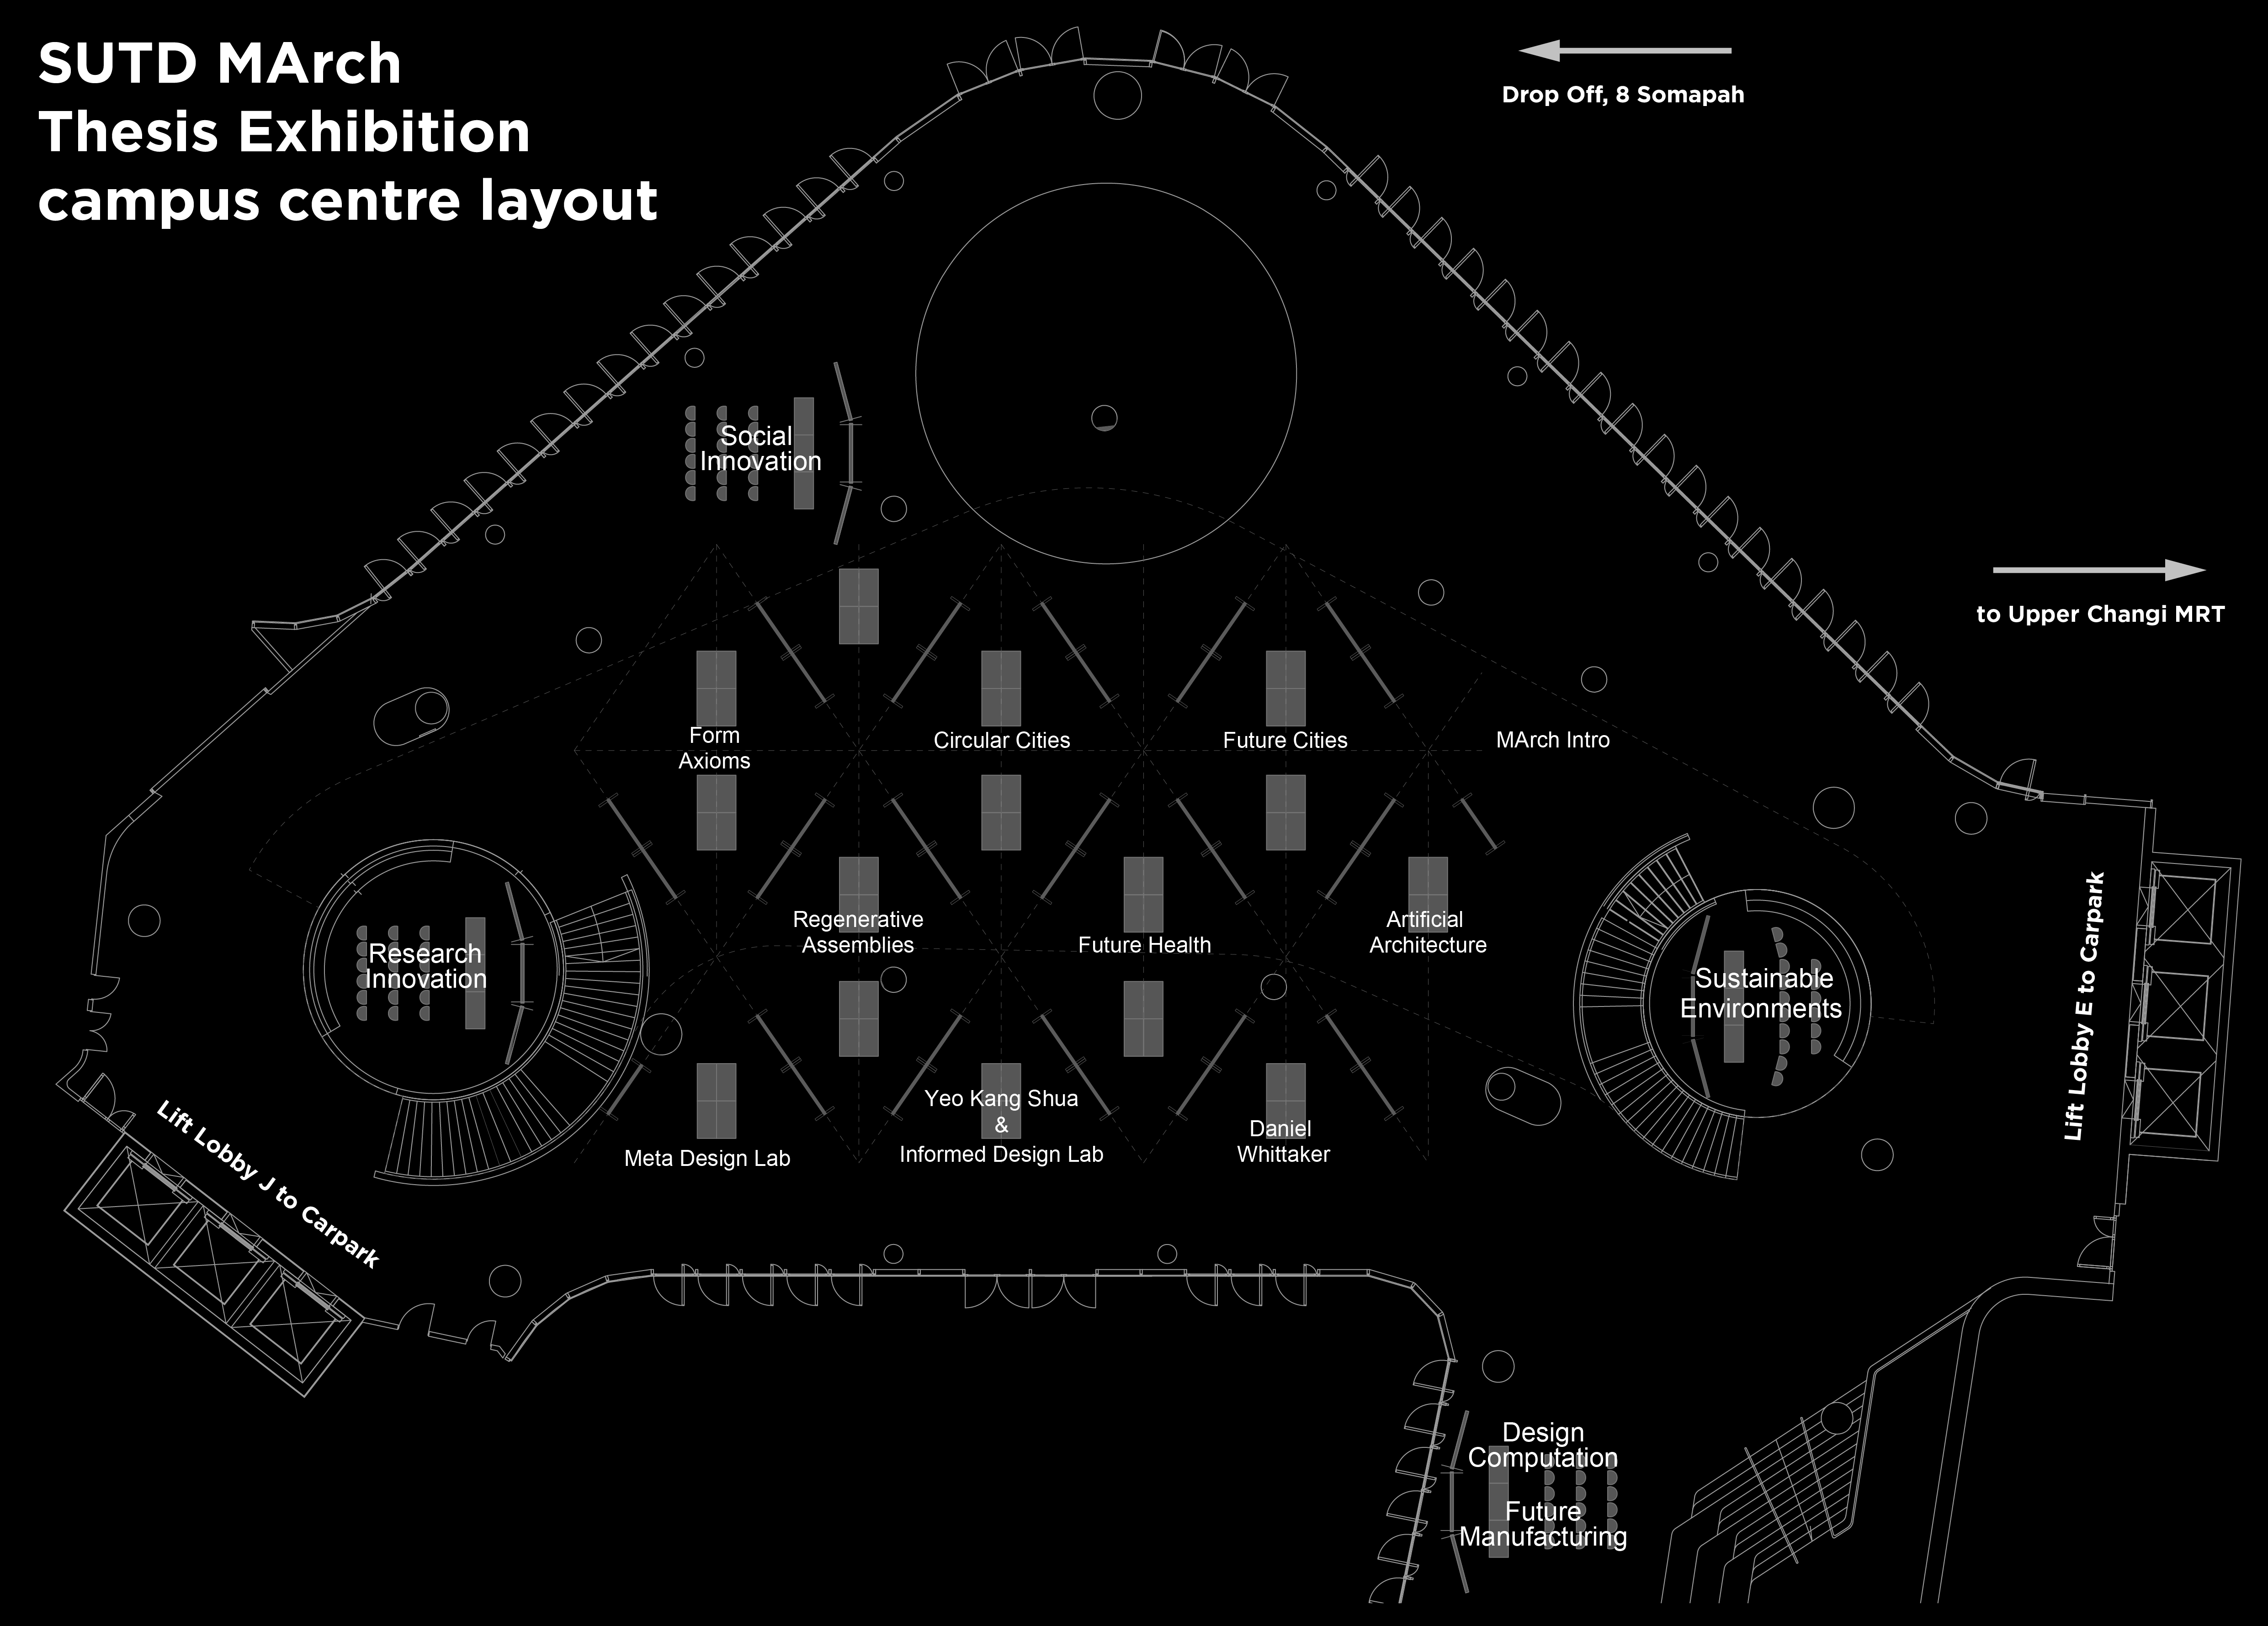 SUTD MArch
Thesis Exhibition
campus centre layout
Drop Off, 8 Somapah
to Upper Changi MRT
Social
Innovation
Form
Axioms
Circular Cities
Future Cities
MArch Intro
Regenerative
Assemblies
Future Health
Artificial
Architecture
Research
Innovation
Sustainable
Environments
Lift Lobby E to Carpark
Lift Lobby J to Carpark
Meta Design Lab
Yeo Kang Shua
&
Informed Design Lab
Daniel
Whittaker
Design
Computation
Future
Manufacturing